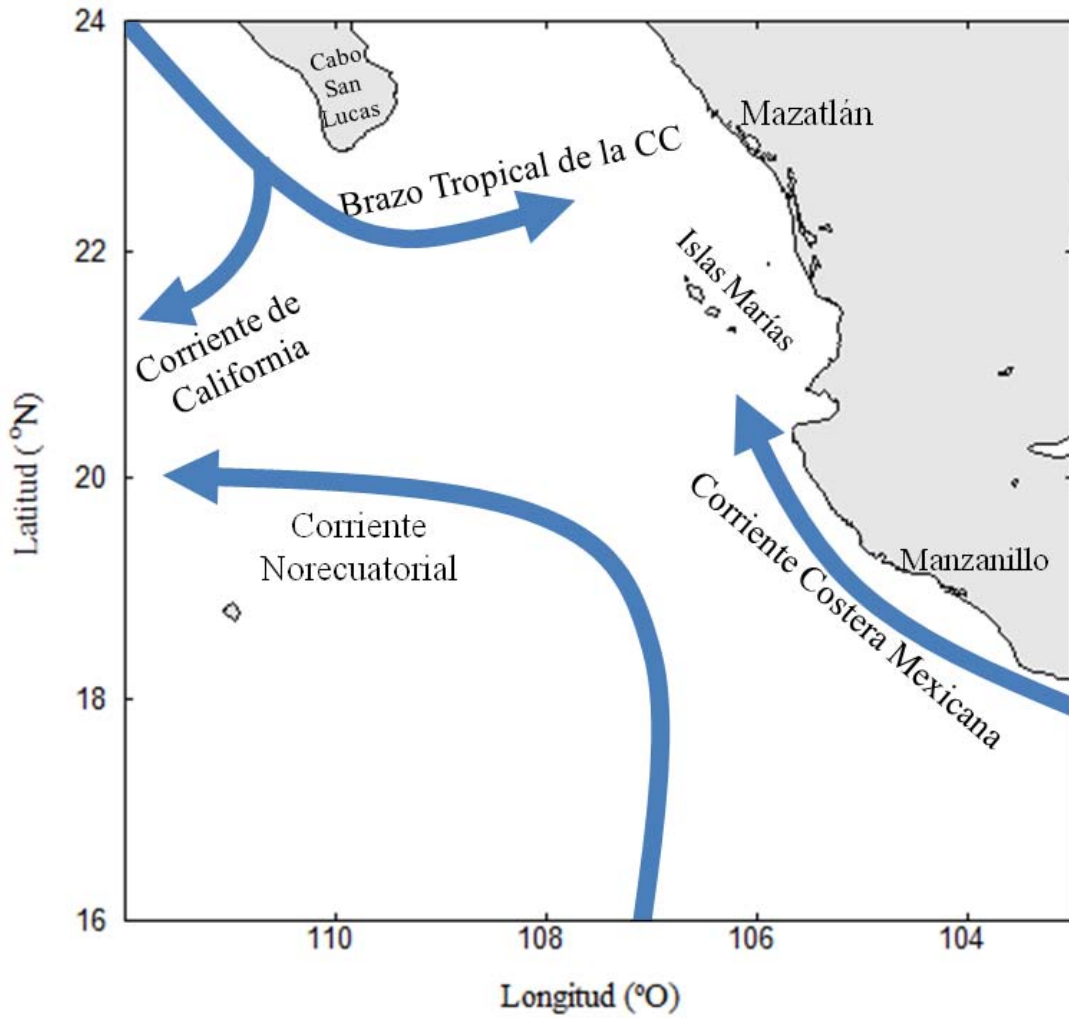 24
Cabo
San
Lucas
Mazatlán
Brazo Tropical de la CC
22
Islas Marías
Corriente de
California
Latitud ( °N)
20
Corriente
Norecuatorial
Corriente Costera Mexicana
Manzanillo
18
16
110
108
106
104
Longitud (ºO)